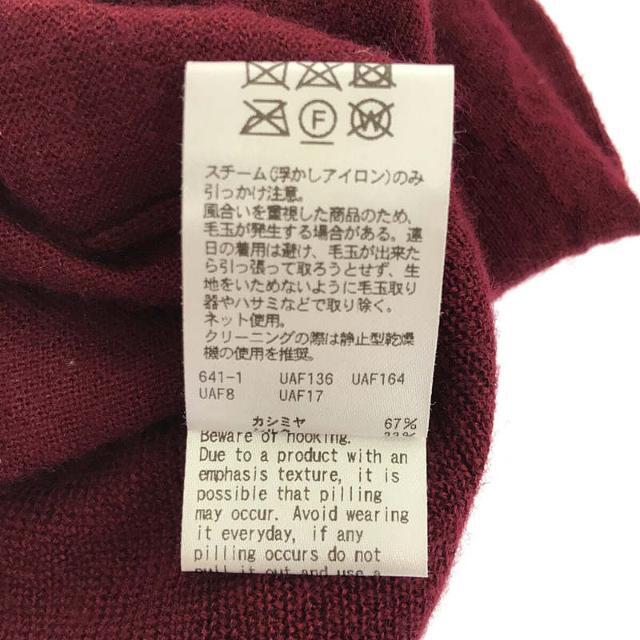 F W
スチーム(浮かしアイロン)のみ
引っかけ注意。
風合いを重視した商品のため、
毛玉が発生する場合がある。連
日の着用は避け、毛玉が出来た
ら引っ張って取ろうとせず、生
地をいためないように毛玉取り
器やハサミなどで取り除く。
ネット使用。
クリーニングの際は静止型乾燥
機の使用を推奨。
641-1 UAF136 UAF164
UAF8 UAF17
カシミヤ 67%
Beware of hooking.
Due to a product with an
emphasis texture, it is
possible that pilling
may occur. Avoid wearing
it everyday, if any
pilling occurs do not
pull it out and use a